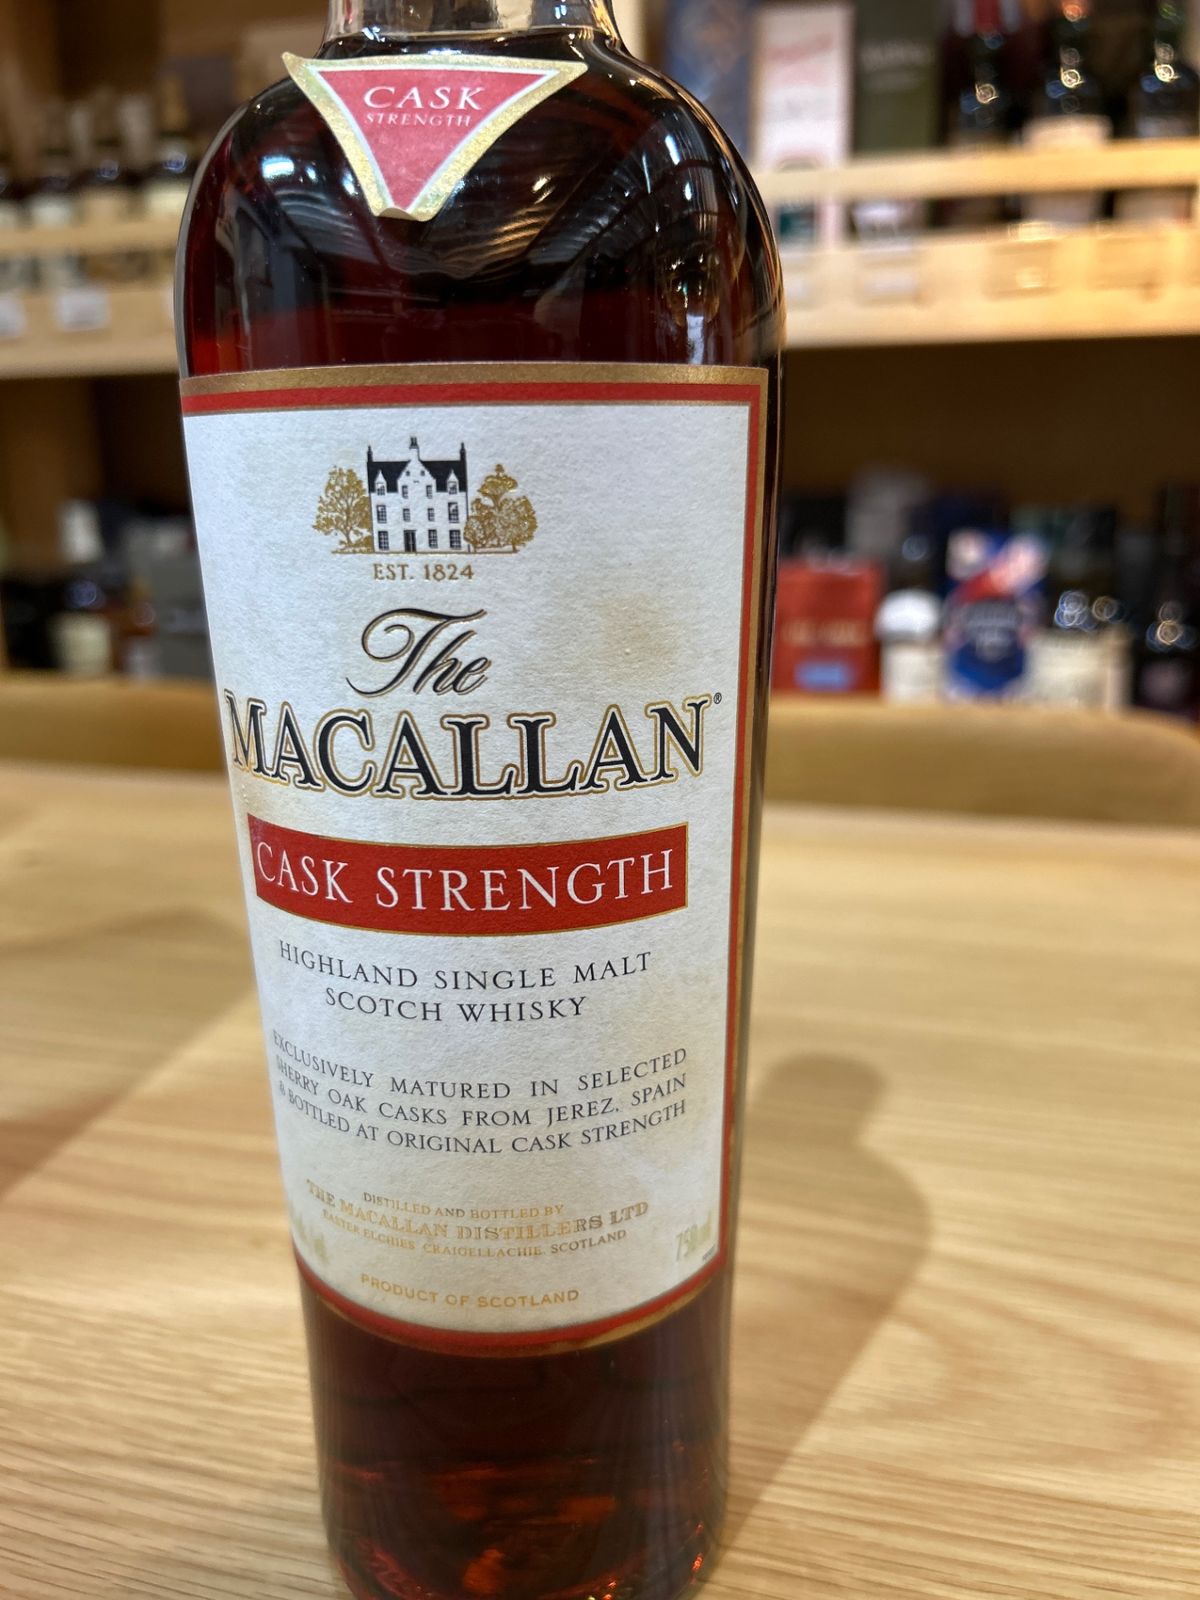 CASK
STRENGTH
EST. 1824
The
MACALLAN®
CASK STRENGTH
HIGHLAND SINGLE MALT
SCOTCH WHISKY
EXCLUSIVELY MATURED IN SELECTED
SHERRY OAK CASKS FROM JEREZ, SPAIN
& BOTTLED AT ORIGINAL CASK STRENGTH
DISTILLED AND BOTTLED BY
THE MACALLAN DISTILLERS LTD
EASTER ELCHIES CRAIGELLACHIE, SCOTLAND
750ml
PRODUCT OF SCOTLAND